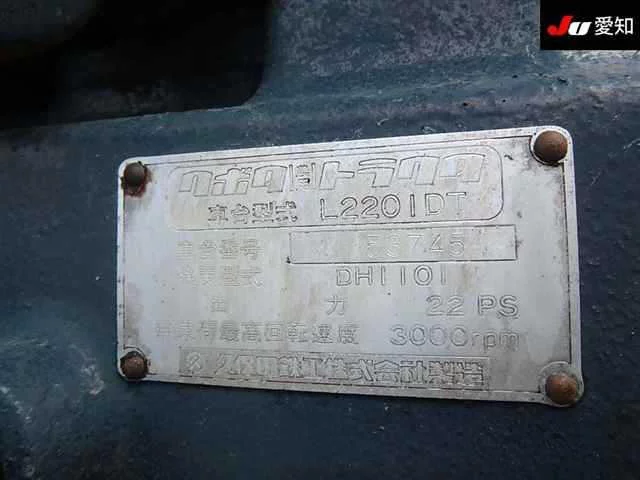 JU 愛知
クボタ トラクタ
車台型式 L2201DT
車台番号 53745
機関型式 DH1101
出力 22 PS
無負荷最高回転速度 3000rpm
久保田鉄工株式会社製造